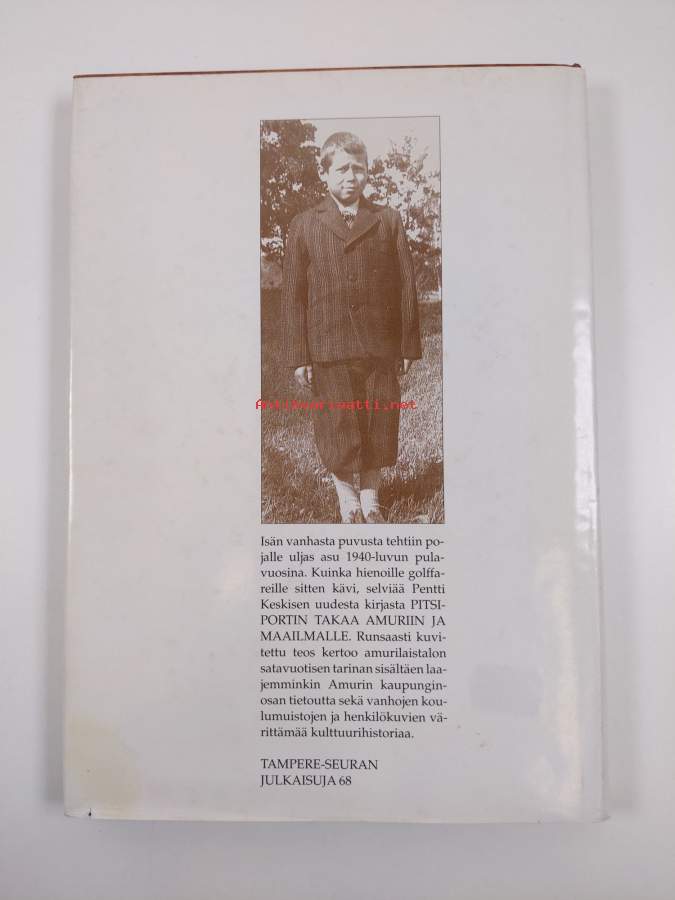 Antikvariaatti.net
Isän vanhasta puvusta tehtiin po-
jalle uljas asu 1940-luvun pula-
vuosina. Kuinka hienoille golffa-
reille sitten kävi, selviää Pentti
Keskisen uudesta kirjasta PITSI-
PORTIN TAKAA AMURIIN JA
MAAILMALLE. Runsaasti kuvi-
tettu teos kertoo amurilaistalon
satavuotisen tarinan sisältäen laa-
jemminkin Amurin kaupungin-
osan tietoutta sekä vanhojen kou-
lumuistojen ja henkilökuvien vä-
rittämää kulttuurihistoriaa.
TAMPERE-SEURAN
JULKAISUJA 68